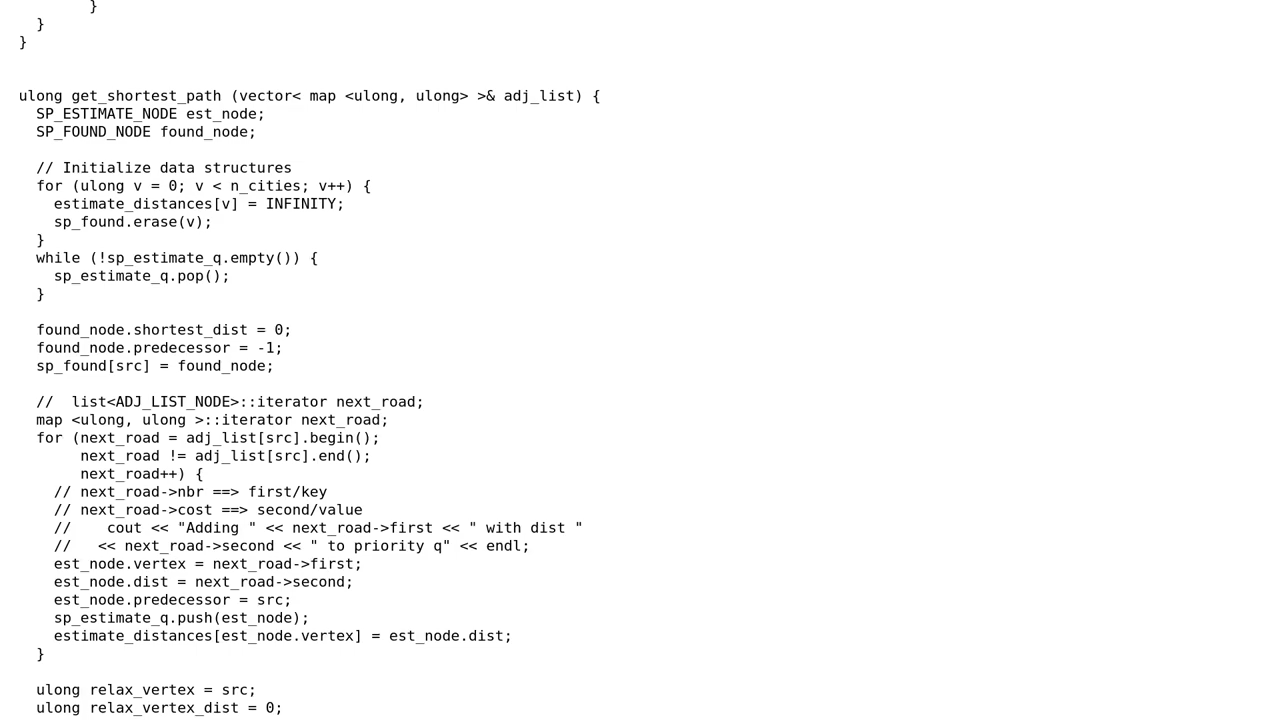 }
  }
}
ulong get_shortest_path (vector< map <ulong, ulong> >& adj_list) {
  SP_ESTIMATE_NODE est_node;
  SP_FOUND_NODE found_node;
  // Initialize data structures
  for (ulong v = 0; v < n_cities; v++) {
    estimate_distances[v] = INFINITY;
    sp_found.erase(v);
  }
  while (!sp_estimate_q.empty()) {
    sp_estimate_q.pop();
  }
  found_node.shortest_dist = 0;
  found_node.predecessor = -1;
  sp_found[src] = found_node;
  //  list<ADJ_LIST_NODE>::iterator next_road;
  map <ulong, ulong >::iterator next_road;
  for (next_road = adj_list[src].begin();
       next_road != adj_list[src].end();
       next_road++) {
    // next_road->nbr ==> first/key
    // next_road->cost ==> second/value
    //    cout << "Adding " << next_road->first << " with dist "
    //   << next_road->second << " to priority q" << endl;
    est_node.vertex = next_road->first;
    est_node.dist = next_road->second;
    est_node.predecessor = src;
    sp_estimate_q.push(est_node);
    estimate_distances[est_node.vertex] = est_node.dist;
  }
  ulong relax_vertex = src;
  ulong relax_vertex_dist = 0;